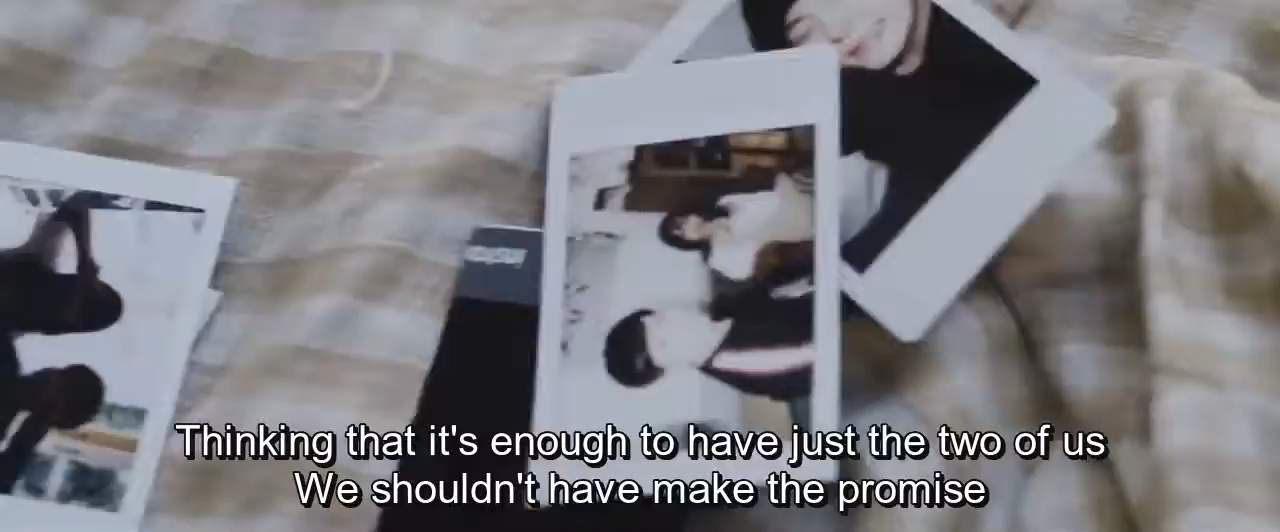 Thinking that it's enough to have just the two of us
We shouldn't have make the promise